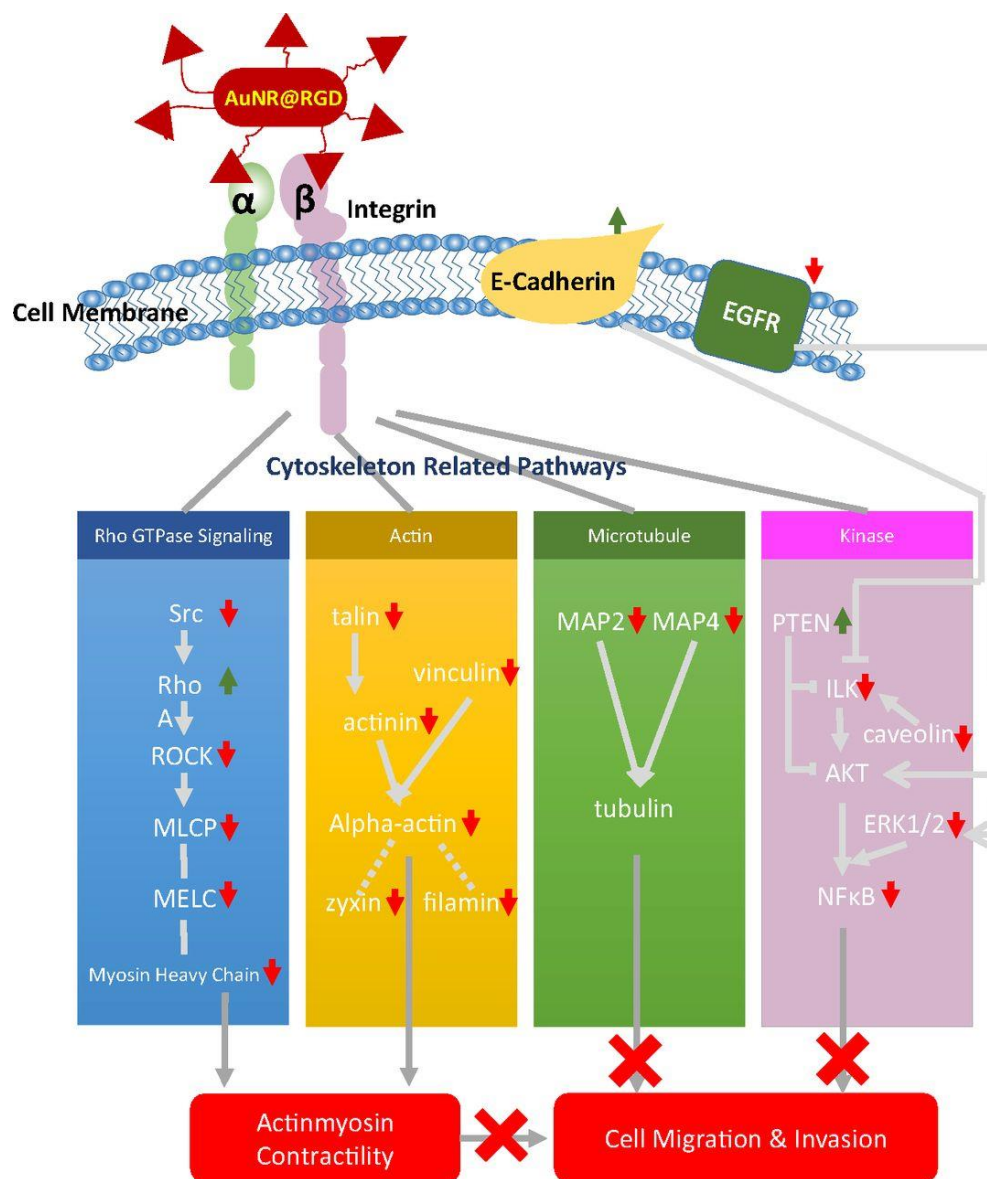 AuNR@RGD
α
β
Integrin
E-Cadherin
Cell Membrane
EGFR
Cytoskeleton Related Pathways
Rho GTPase Signaling
Src
Rho
A
ROCK
MLCP
MELC
Myosin Heavy Chain
Actin
talin
vinculin
actinin
Alpha-actin
zyxin
filamin
Microtubule
MAP2
MAP4
tubulin
Kinase
PTEN
ILK
caveolin
AKT
ERK1/2
NFκB
Actinmyosin
Contractility
Cell Migration & Invasion